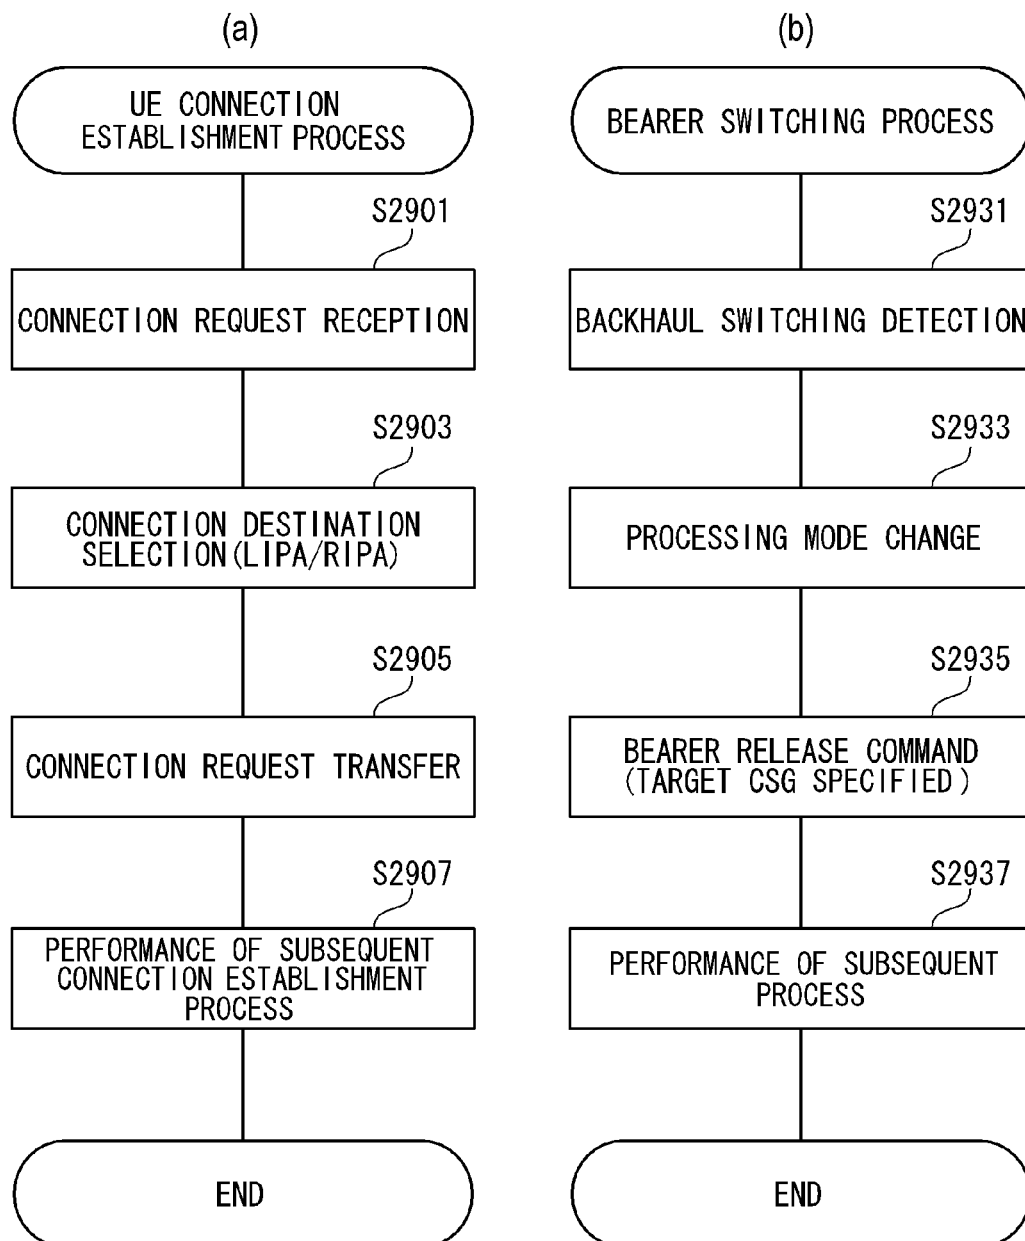 (a)
UE CONNECTION
ESTABLISHMENT PROCESS
S2901
CONNECTION REQUEST RECEPTION
S2903
CONNECTION DESTINATION
SELECTION(LIPA/RIPA)
S2905
CONNECTION REQUEST TRANSFER
S2907
PERFORMANCE OF SUBSEQUENT
CONNECTION ESTABLISHMENT
PROCESS
END
(b)
BEARER SWITCHING PROCESS
S2931
BACKHAUL SWITCHING DETECTION
S2933
PROCESSING MODE CHANGE
S2935
BEARER RELEASE COMMAND
(TARGET CSG SPECIFIED)
S2937
PERFORMANCE OF SUBSEQUENT
PROCESS
END